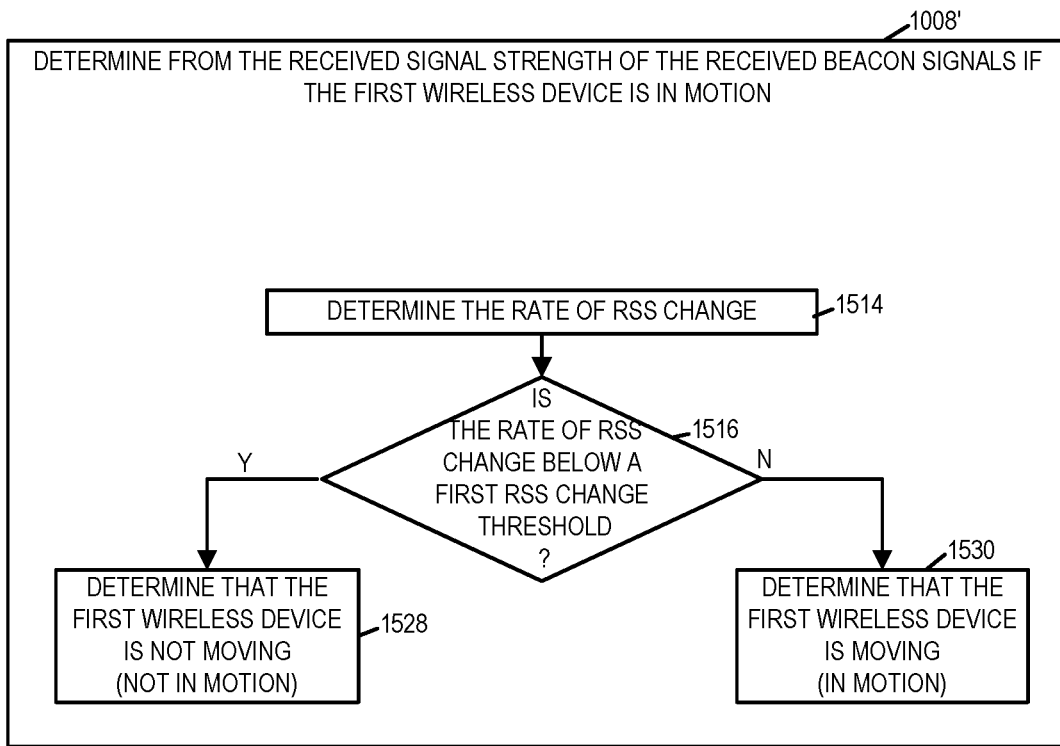 1008'
DETERMINE FROM THE RECEIVED SIGNAL STRENGTH OF THE RECEIVED BEACON SIGNALS IF
THE FIRST WIRELESS DEVICE IS IN MOTION
DETERMINE THE RATE OF RSS CHANGE
1514
IS
THE RATE OF RSS
CHANGE BELOW A
FIRST RSS CHANGE
THRESHOLD
?
1516
Y
N
DETERMINE THAT THE
FIRST WIRELESS DEVICE
IS NOT MOVING
(NOT IN MOTION)
1528
1530
DETERMINE THAT THE
FIRST WIRELESS DEVICE
IS MOVING
(IN MOTION)